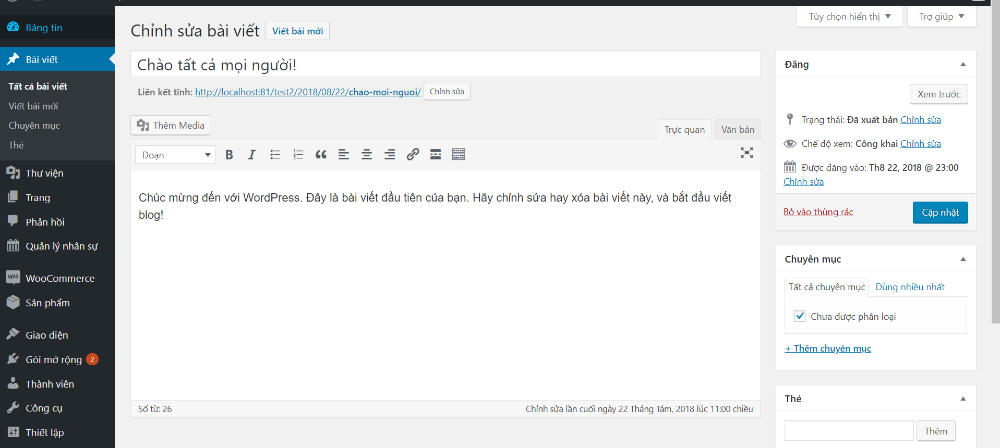 Bảng tin
Bài viết
Tất cả bài viết
Viết bài mới
Chuyên mục
Thẻ
Thư viện
Trang
Phản hồi
Quản lý nhân sự
WooCommerce
Sản phẩm
Giao diện
Gói mở rộng 2
Thành viên
Công cụ
Thiết lập
Tùy chọn hiển thị
Trợ giúp
Chỉnh sửa bài viết
Viết bài mới
Chào tất cả mọi người!
Liên kết tĩnh: http://localhost:81/test2/2018/08/22/chao-moi-nguoi/ Chỉnh sửa
Thêm Media
Trực quan
Văn bản
Đoạn
Chúc mừng đến với WordPress. Đây là bài viết đầu tiên của bạn. Hãy chỉnh sửa hay xóa bài viết này, và bắt đầu viết
blog!
Số từ: 26
Chỉnh sửa lần cuối ngày 22 Tháng Tám, 2018 lúc 11:00 chiều
Đăng
Xem trước
Trạng thái: Đã xuất bản Chỉnh sửa
Chế độ xem: Công khai Chỉnh sửa
Được đăng vào: Th8 22, 2018 @ 23:00
Chỉnh sửa
Bỏ vào thùng rác
Cập nhật
Chuyên mục
Tất cả chuyên mục
Dùng nhiều nhất
Chưa được phân loại
+ Thêm chuyên mục
Thẻ
Thêm